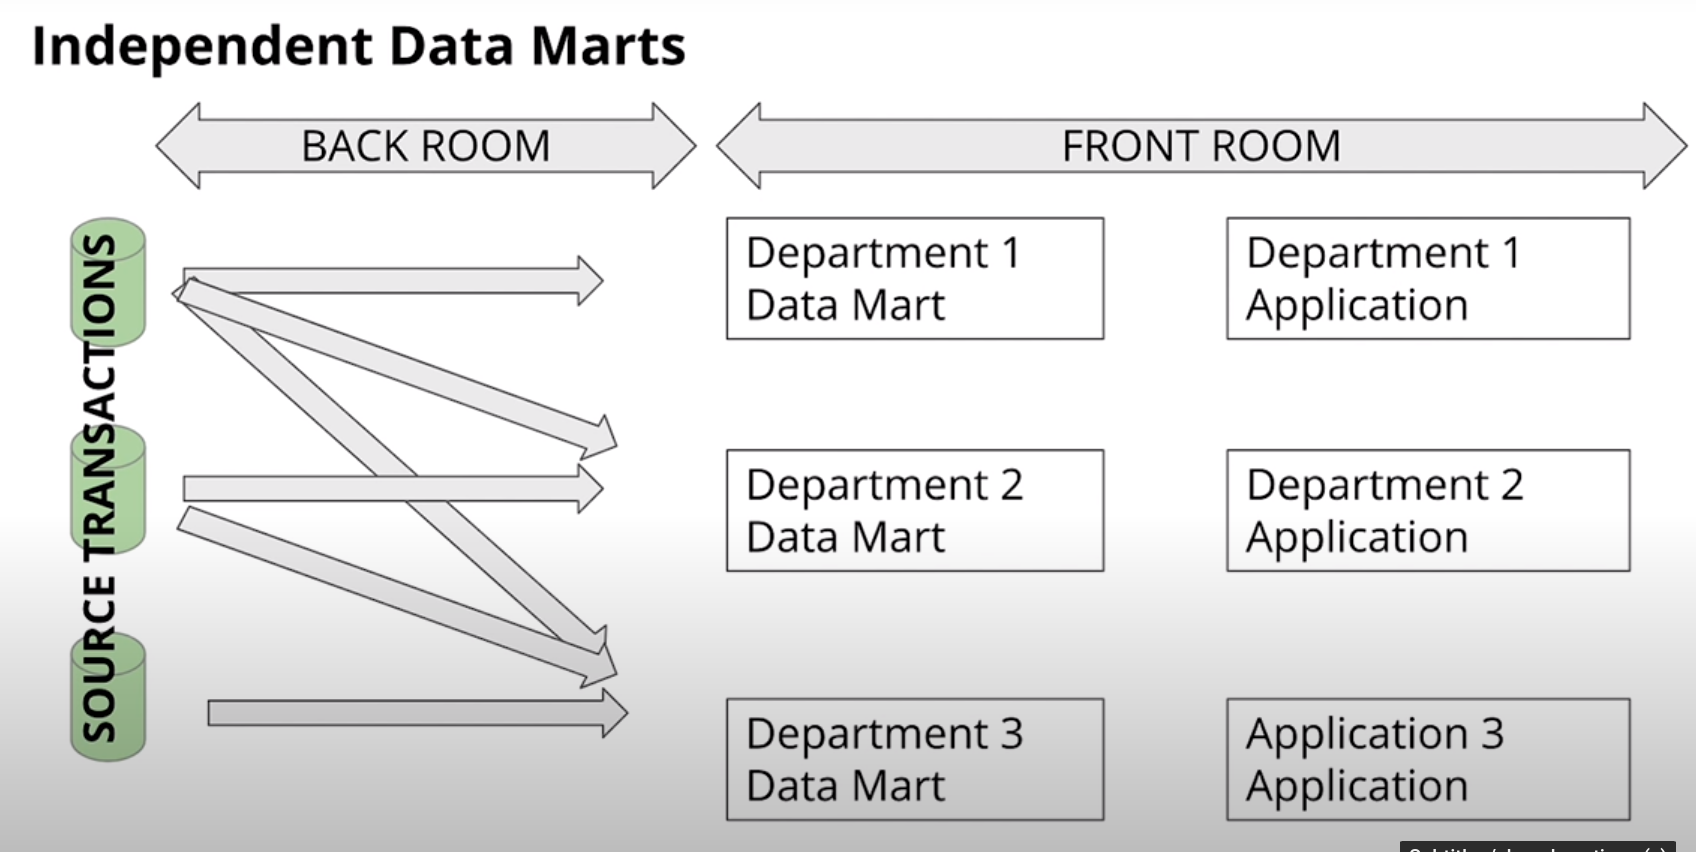 Independent Data Marts
BACK ROOM
FRONT ROOM
SOURCE TRANSACTIONS
Department 1
Data Mart
Department 1
Application
Department 2
Data Mart
Department 2
Application
Department 3
Data Mart
Application 3
Application